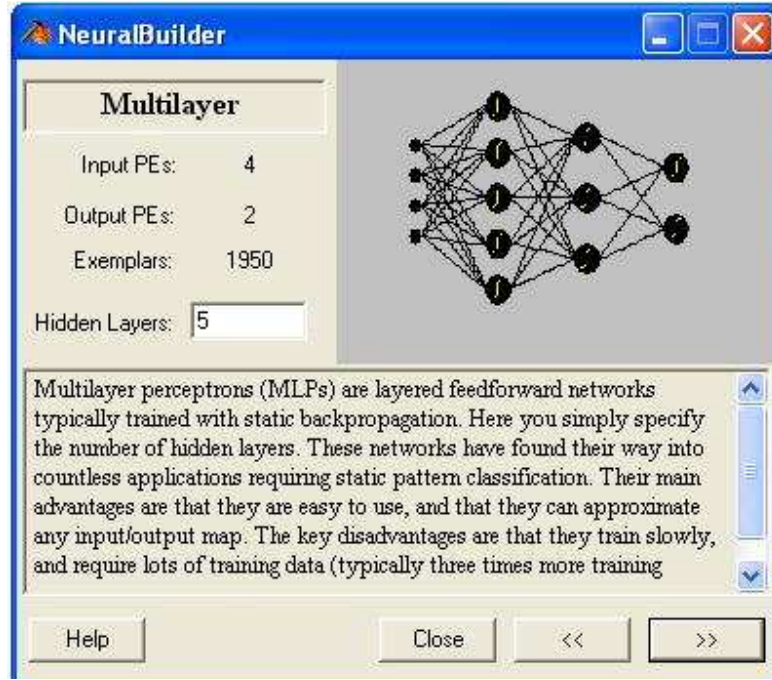 NeuralBuilder
Multilayer
Input PEs: 4
Output PEs: 2
Exemplars: 1950
Hidden Layers: 5
Multilayer perceptrons (MLPs) are layered feedforward networks
typically trained with static backpropagation. Here you simply specify
the number of hidden layers. These networks have found their way into
countless applications requiring static pattern classification. Their main
advantages are that they are easy to use, and that they can approximate
any input/output map. The key disadvantages are that they train slowly,
and require lots of training data (typically three times more training
Help Close << >>